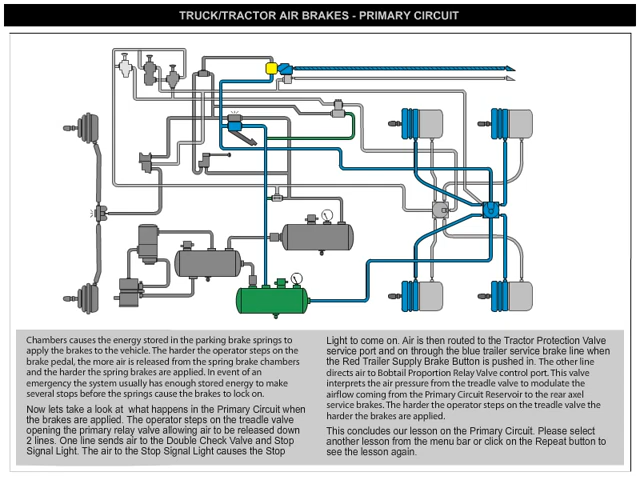 TRUCK/TRACTOR AIR BRAKES - PRIMARY CIRCUIT
Chambers causes the energy stored in the parking brake springs to
apply the brakes to the vehicle. The harder the operator steps on the
brake pedal, the more air is released from the spring brake chambers
and the harder the spring brakes are applied. In event of an
emergency the system usually has enough stored energy to make
several stops before the springs cause the brakes to lock on.
Now lets take a look at what happens in the Primary Circuit when
the brakes are applied. The operator steps on the treadle valve
opening the primary relay valve allowing air to be released down
2 lines. One line sends air to the Double Check Valve and Stop
Signal Light. The air to the Stop Signal Light causes the Stop
Light to come on. Air is then routed to the Tractor Protection Valve
service port and on through the blue trailer service brake line when
the Red Trailer Supply Brake Button is pushed in. The other line
directs air to Bobtail Proportion Relay Valve control port. This valve
interprets the air pressure from the treadle valve to modulate the
airflow coming from the Primary Circuit Reservoir to the rear axel
service brakes. The harder the operator steps on the treadle valve the
harder the brakes are applied.
This concludes our lesson on the Primary Circuit. Please select
another lesson from the menu bar or click on the Repeat button to
see the lesson again.